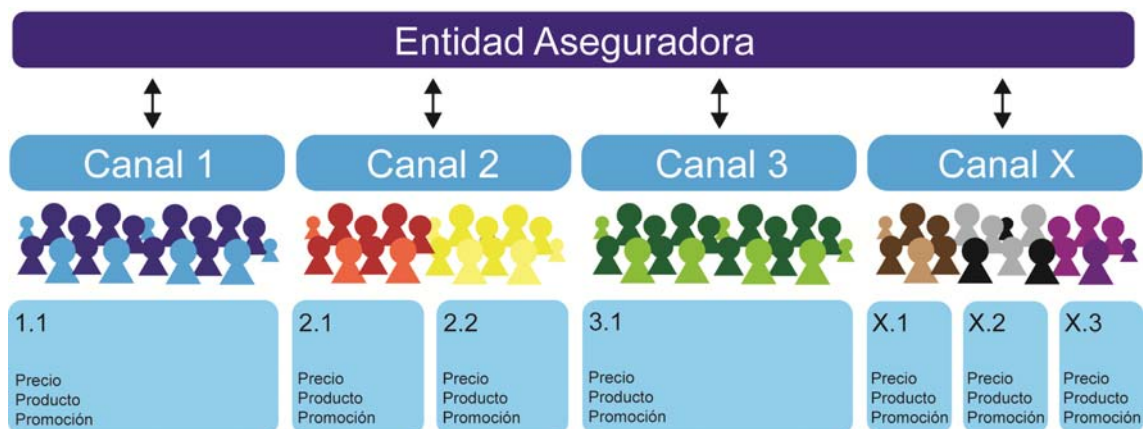 Entidad Aseguradora
Canal 1
Canal 2
Canal 3
Canal X
1.1
Precio
Producto
Promoción
2.1
Precio
Producto
Promoción
2.2
Precio
Producto
Promoción
3.1
Precio
Producto
Promoción
X.1
Precio
Producto
Promoción
X.2
Precio
Producto
Promoción
X.3
Precio
Producto
Promoción